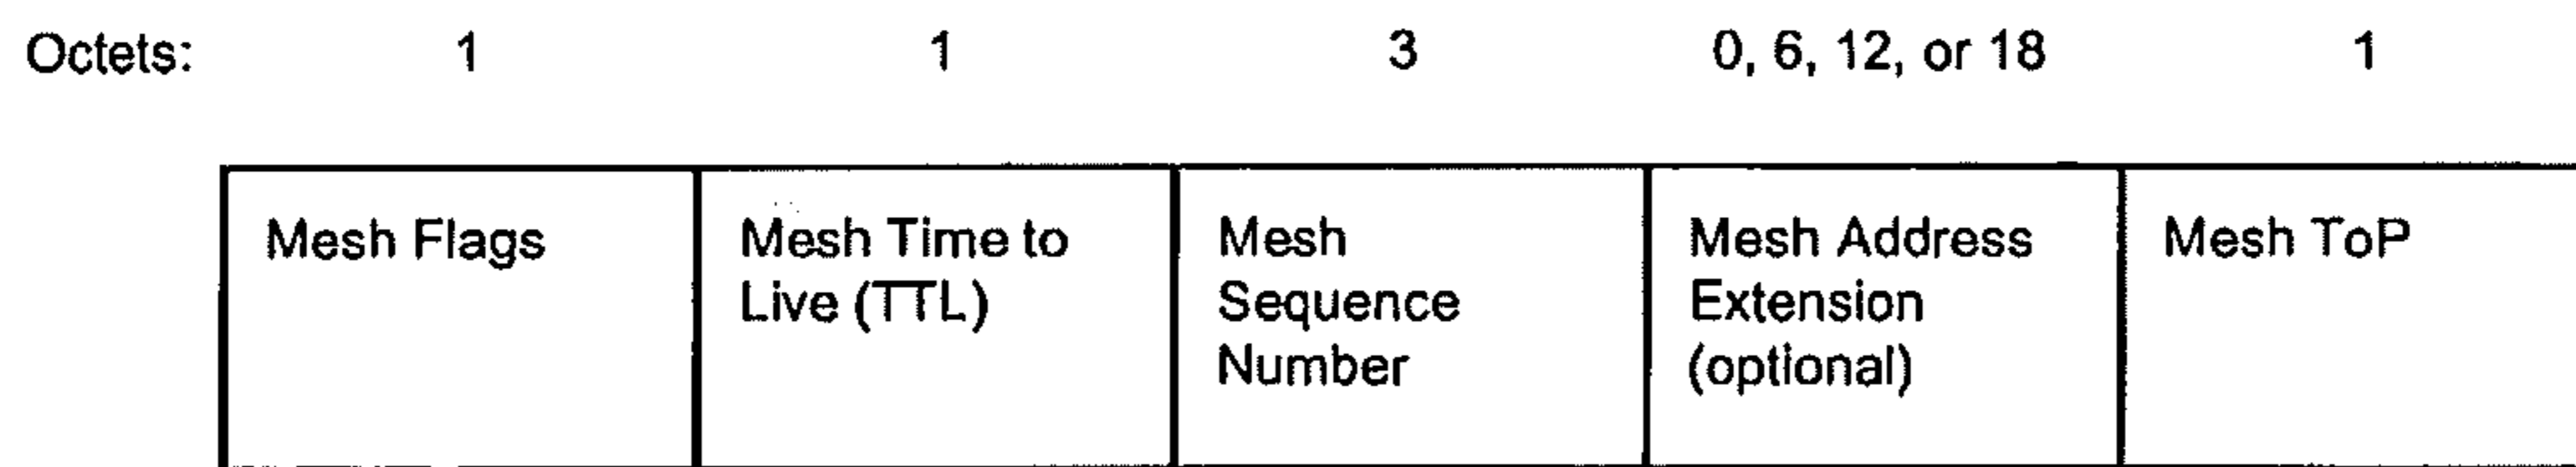 Octets: 1 1 3 0, 6, 12, or 18 1
Mesh Flags Mesh Time to Mesh Mesh Address Mesh ToP
Live (TTL) Sequence Extension
Number (optional)